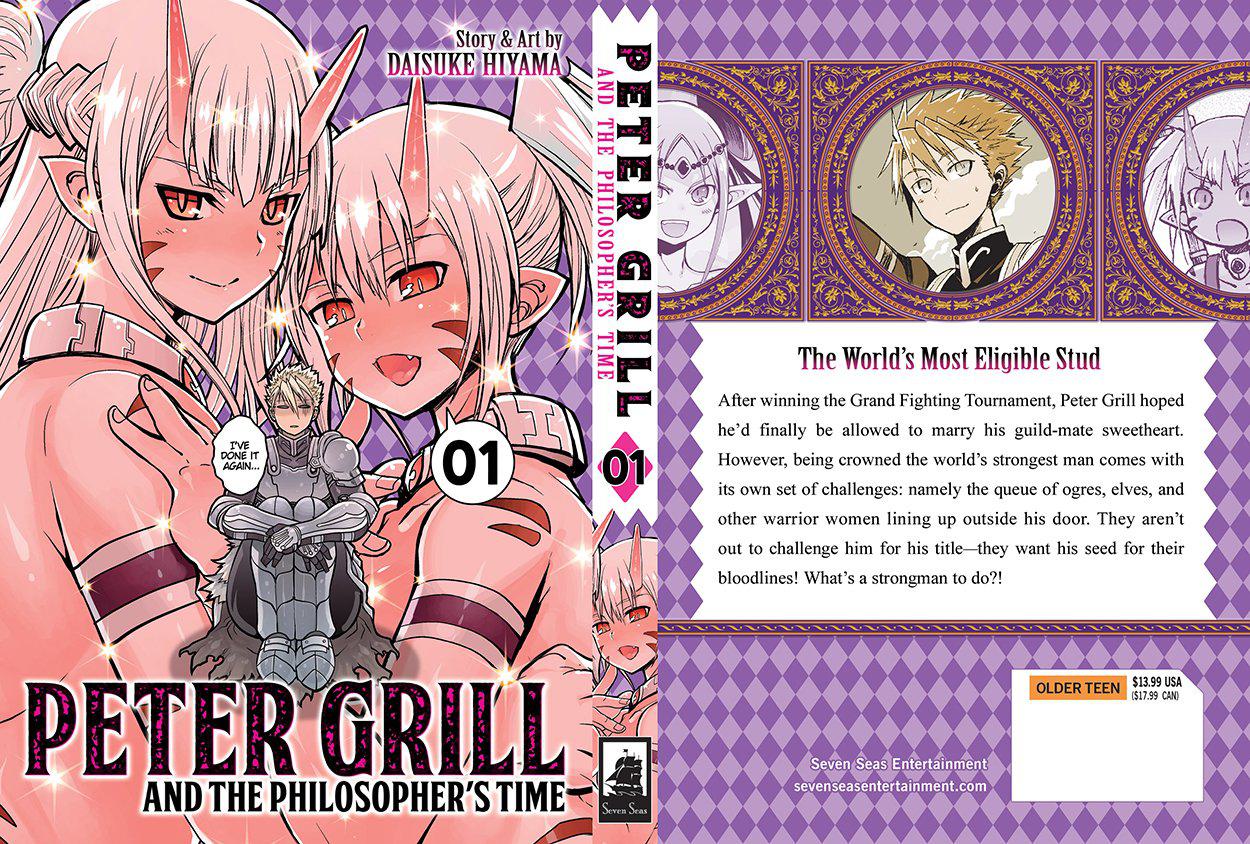 Story & Art by
DAISUKE HIYAMA
I'VE
DONE IT
AGAIN...
01
PETER GRILL
AND THE PHILOSOPHER'S TIME
PETER GRILL
AND THE PHILOSOPHER'S TIME
01
Seven Seas
The World's Most Eligible Stud
After winning the Grand Fighting Tournament, Peter Grill hoped
he'd finally be allowed to marry his guild-mate sweetheart.
However, being crowned the world's strongest man comes with
its own set of challenges: namely the queue of ogres, elves, and
other warrior women lining up outside his door. They aren't
out to challenge him for his title—they want his seed for their
bloodlines! What's a strongman to do?!
OLDER TEEN
$13.99 USA
($17.99 CAN)
Seven Seas Entertainment
sevenseasentertainment.com